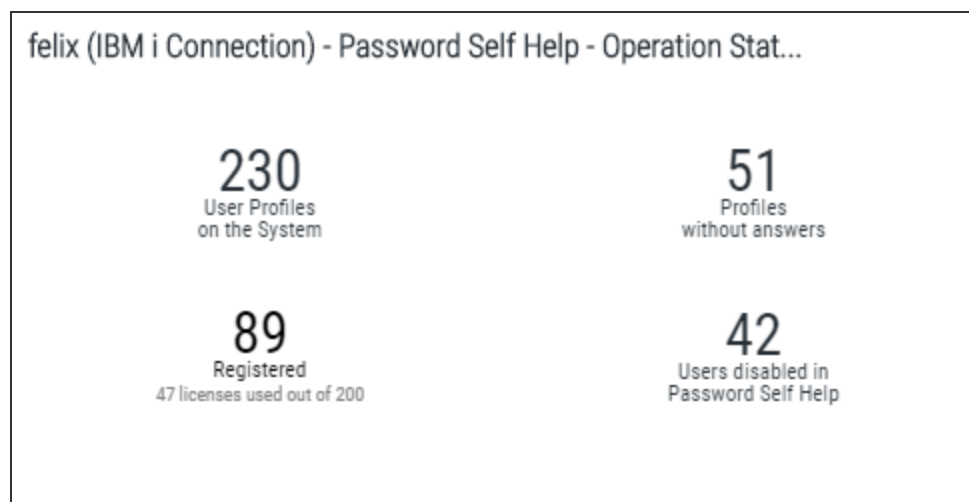 felix (IBM i Connection) - Password Self Help - Operation Stat...
230
User Profiles
on the System
51
Profiles
without answers
89
Registered
47 licenses used out of 200
42
Users disabled in
Password Self Help